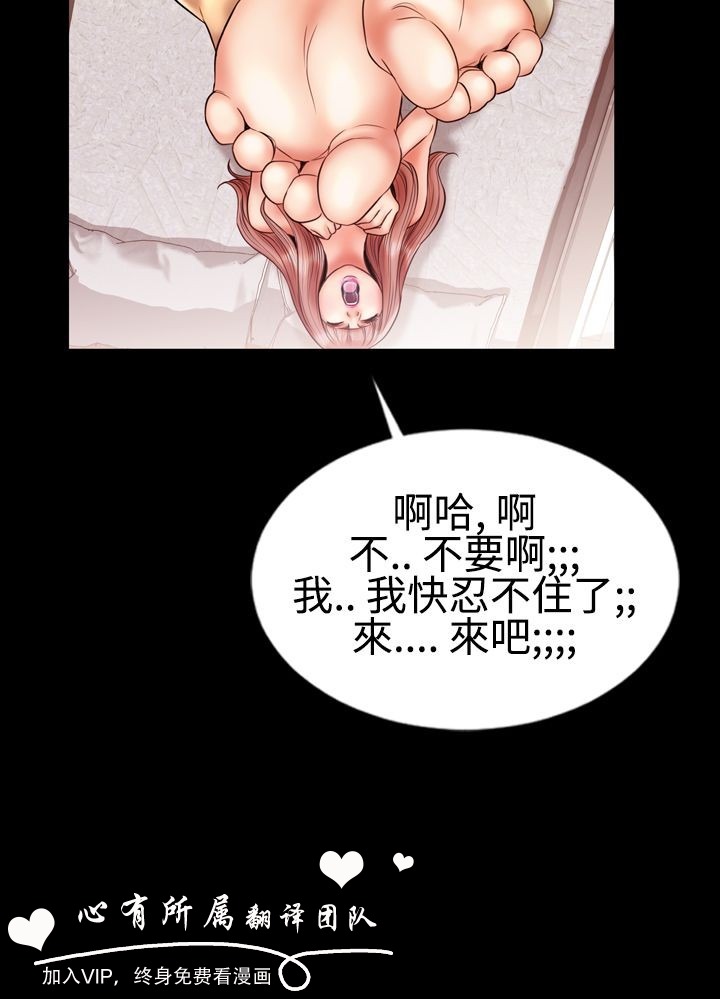 啊哈, 啊
不.. 不要啊;;;
我.. 我快忍不住了;;
來.... 來吧;;;;
心有所属翻译团队
加入VIP，终身免费看漫画